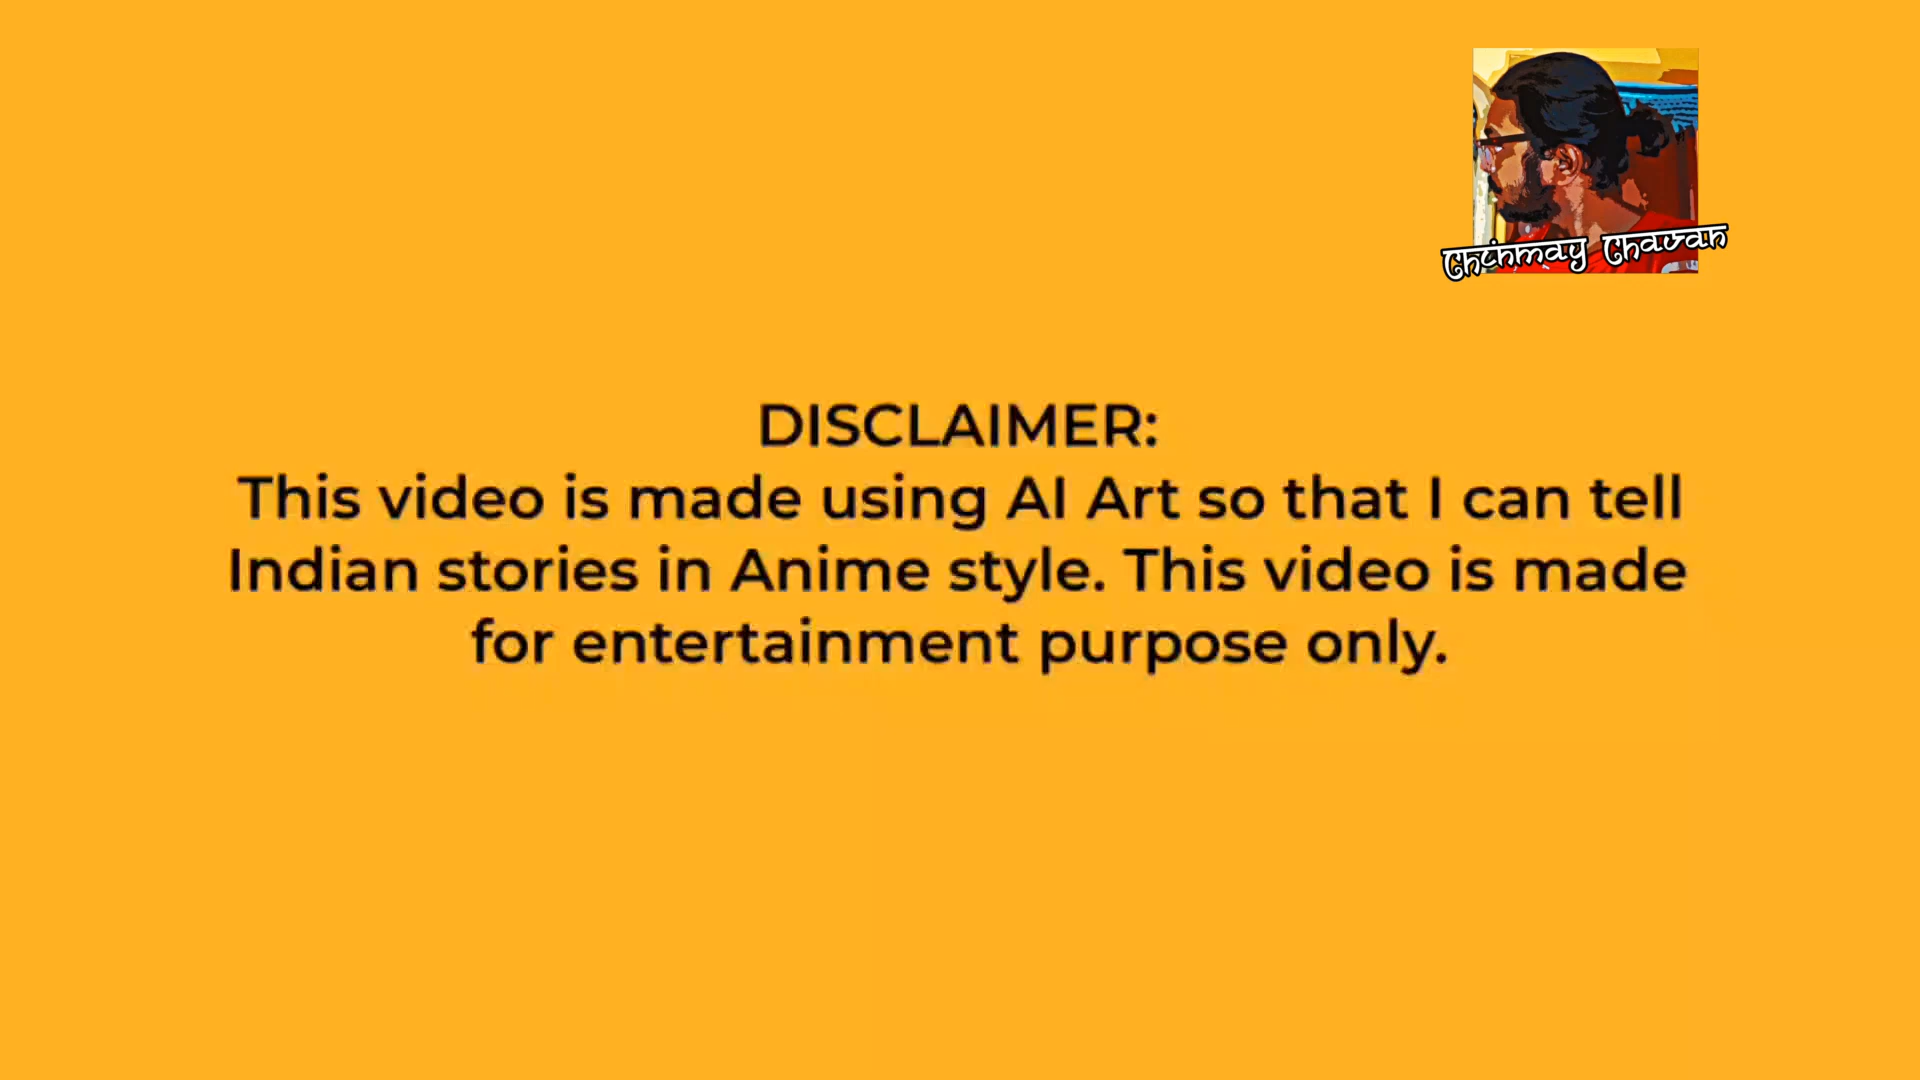 Chinmay Chavan
DISCLAIMER:
This video is made using AI Art so that I can tell
Indian stories in Anime style. This video is made
for entertainment purpose only.